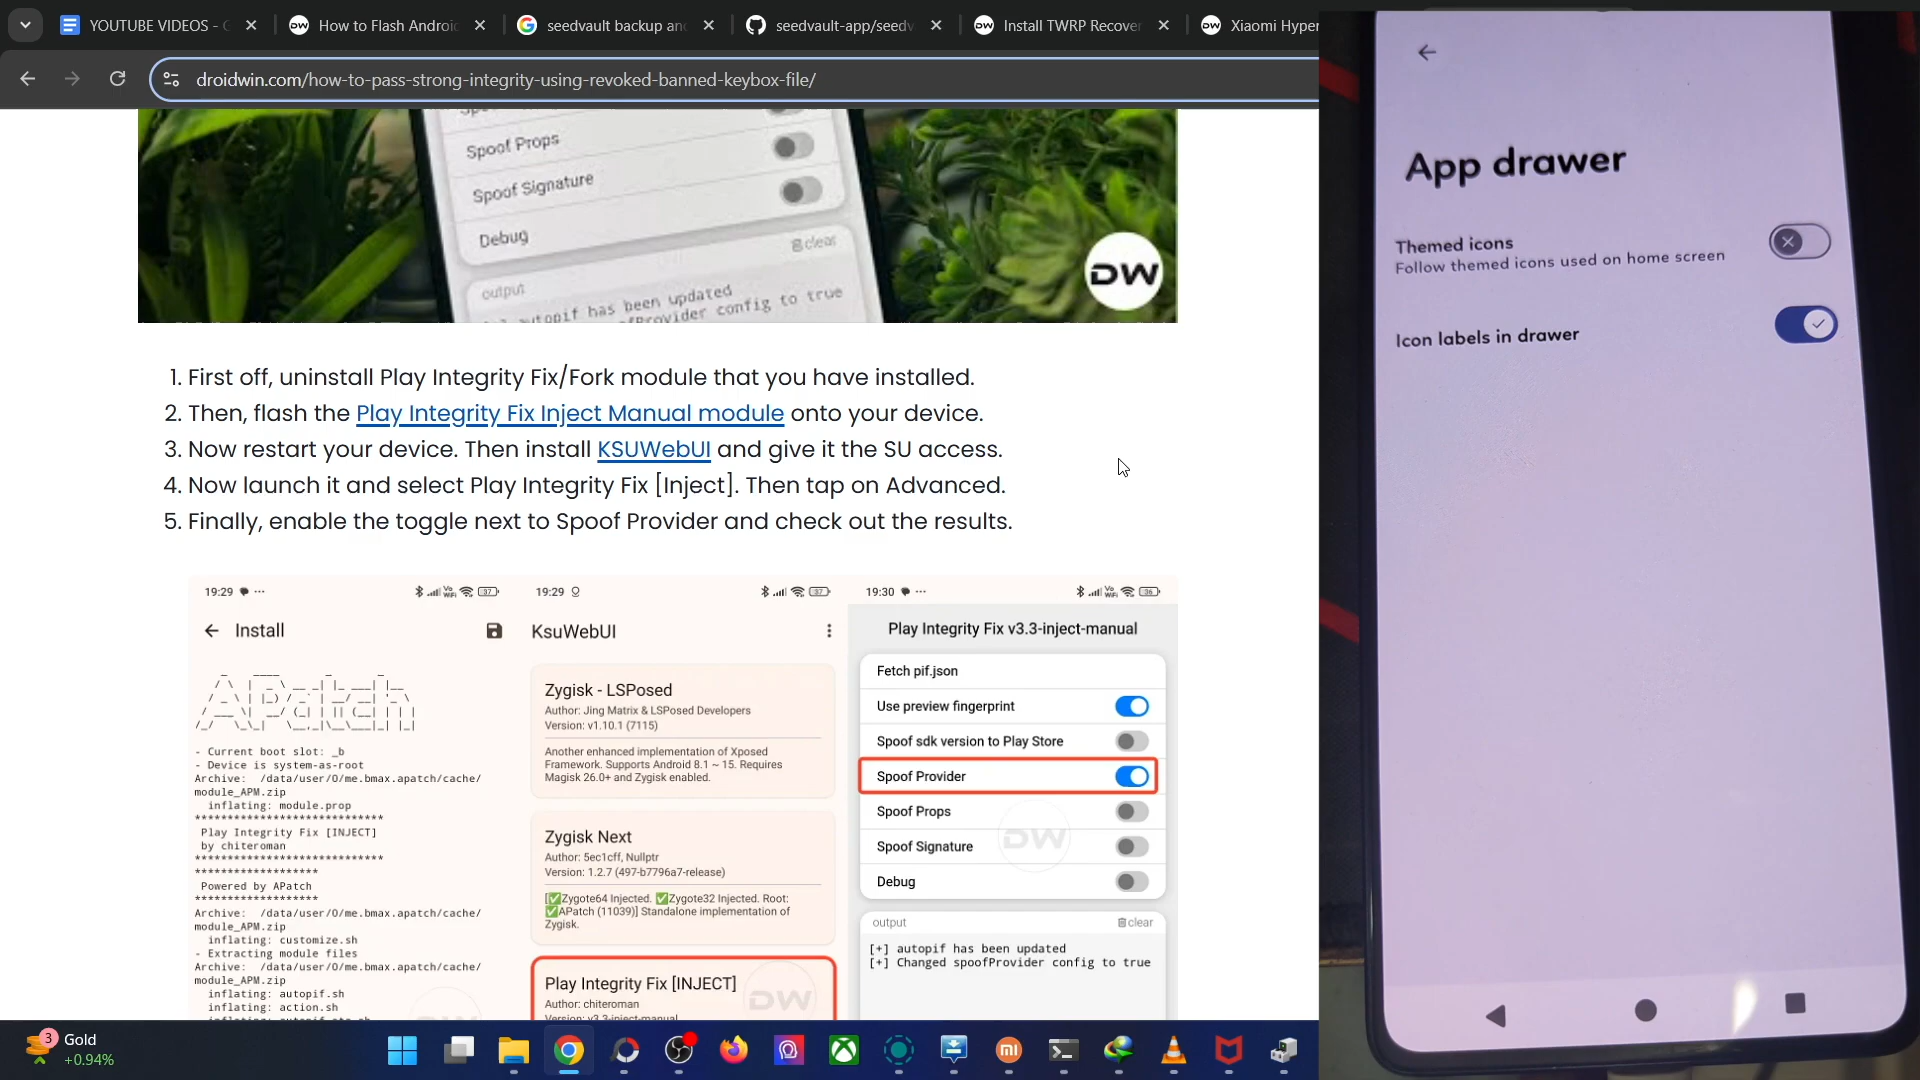 YOUTUBE VIDEOS - G
How to Flash Androic
seedvault backup and
seedvault-app/seedv
Install TWRP Recover
Xiaomi Hyper
droidwin.com/how-to-pass-strong-integrity-using-revoked-banned-keybox-file/
Spoof Props
Spoof Signature
Debug
clear
output
autopif has been updated
config to true
DW
1. First off, uninstall Play Integrity Fix/Fork module that you have installed.
2. Then, flash the Play Integrity Fix Inject Manual module onto your device.
3. Now restart your device. Then install KSUWebUI and give it the SU access.
4. Now launch it and select Play Integrity Fix [Inject]. Then tap on Advanced.
5. Finally, enable the toggle next to Spoof Provider and check out the results.
19:29
37
Install
- Current boot slot: _b
- Device is system-as-root
Archive: /data/user/0/me.bmax.apatch/cache/
module_APM.zip
inflating: module.prop
******************************
Play Integrity Fix [INJECT]
by chiteroman
******************************
*******************
Powered by APatch
*******************
Archive: /data/user/0/me.bmax.apatch/cache/
module_APM.zip
inflating: customize.sh
- Extracting module files
Archive: /data/user/0/me.bmax.apatch/cache/
module_APM.zip
inflating: autopif.sh
inflating: action.sh
19:29
37
KsuWebUI
Zygisk - LSPosed
Author: Jing Matrix & LSPosed Developers
Version: v1.10.1 (7115)
Another enhanced implementation of Xposed
Framework. Supports Android 8.1 ~ 15. Requires
Magisk 26.0+ and Zygisk enabled.
Zygisk Next
Author: 5ec1cff, Nullptr
Version: 1.2.7 (497-b7796a7-release)
[✅Zygote64 Injected. ✅Zygote32 Injected. Root:
✅APatch (11039)] Standalone implementation of
Zygisk.
Play Integrity Fix [INJECT]
Author: chiteroman
Version: v3.3-inject-manual
DW
19:30
36
Play Integrity Fix v3.3-inject-manual
Fetch pif.json
Use preview fingerprint
Spoof sdk version to Play Store
Spoof Provider
Spoof Props
Spoof Signature
Debug
DW
output
clear
[+] autopif has been updated
[+] Changed spoofProvider config to true
App drawer
Themed icons
Follow themed icons used on home screen
Icon labels in drawer
3
Gold
+0.94%